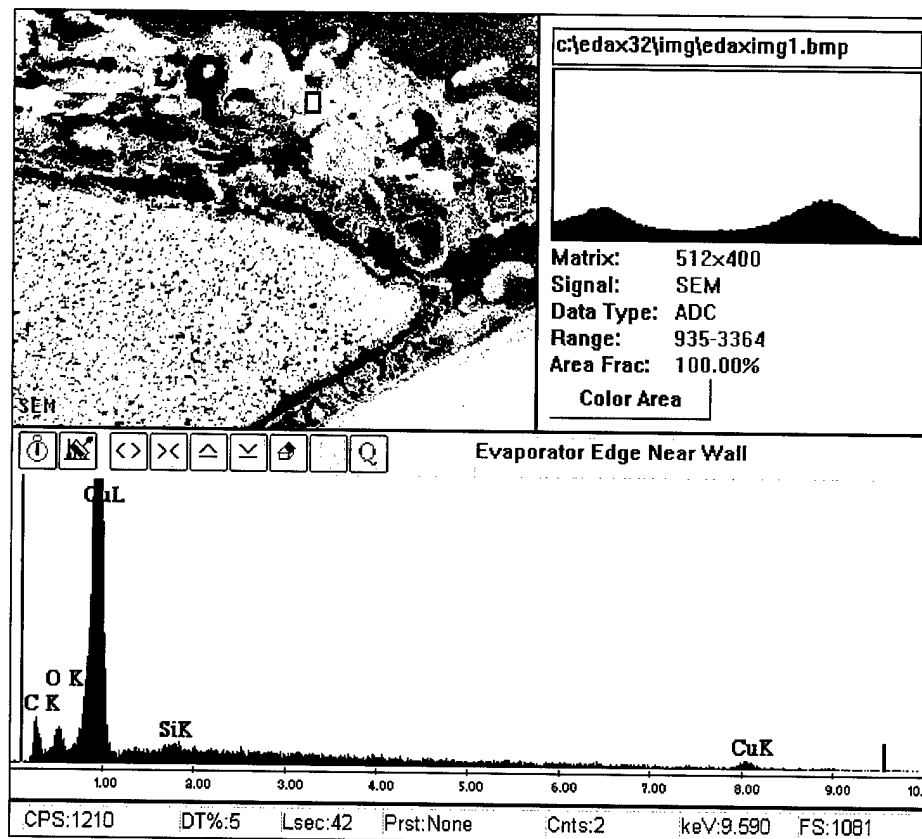 c:\edax32\img\edaximg1.bmp
Matrix: 512x400
Signal: SEM
Data Type: ADC
Range: 935-3364
Area Frac: 100.00%
Color Area
SEM
Q
Evaporator Edge Near Wall
CuL
O K
C K
SiK
CuK
1.00 2.00 3.00 4.00 5.00 6.00 7.00 8.00 9.00 10.
CPS:1210 DT%:5 Lsec:42 Prst:None Cnts:2 keV:9.590 FS:1081